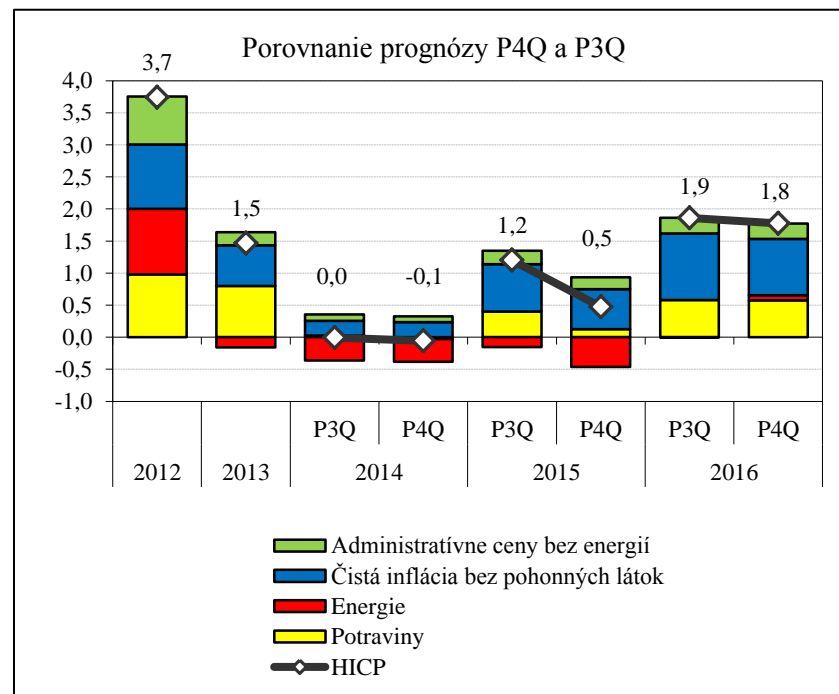 Porovnanie prognózy P4Q a P3Q
3,7
1,5
0,0
-0,1
1,2
0,5
1,9
1,8
4,0
3,5
3,0
2,5
2,0
1,5
1,0
0,5
0,0
-0,5
-1,0
P3Q P4Q P3Q P4Q P3Q P4Q
2012 2013 2014 2015 2016
Administratívne ceny bez energií
Čistá inflácia bez pohonných látok
Energie
Potraviny
HICP